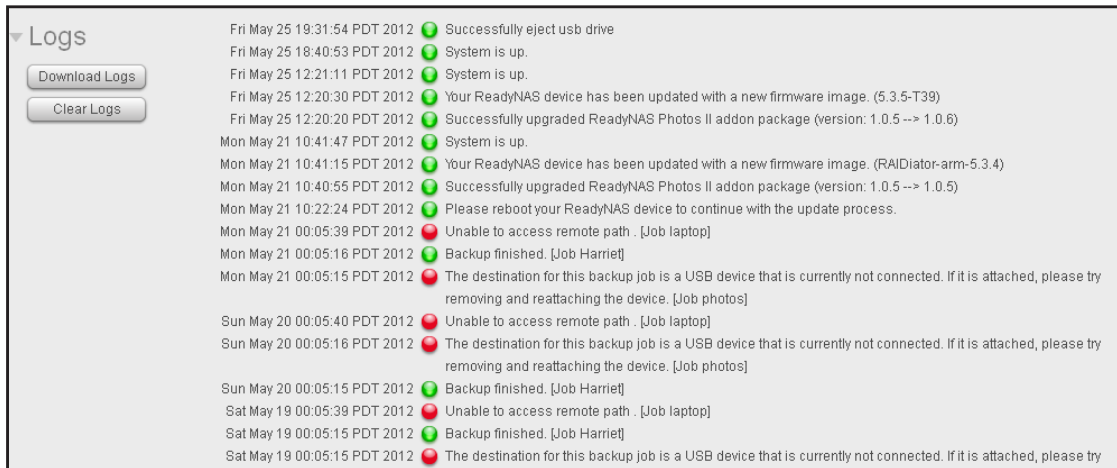 Logs
Download Logs
Clear Logs
Fri May 25 19:31:54 PDT 2012 Successfully eject usb drive
Fri May 25 18:40:53 PDT 2012 System is up.
Fri May 25 12:21:11 PDT 2012 System is up.
Fri May 25 12:20:30 PDT 2012 Your ReadyNAS device has been updated with a new firmware image. (5.3.5-T39)
Fri May 25 12:20:20 PDT 2012 Successfully upgraded ReadyNAS Photos II addon package (version: 1.0.5 --> 1.0.6)
Mon May 21 10:41:47 PDT 2012 System is up.
Mon May 21 10:41:15 PDT 2012 Your ReadyNAS device has been updated with a new firmware image. (RAIDiator-arm-5.3.4)
Mon May 21 10:40:55 PDT 2012 Successfully upgraded ReadyNAS Photos II addon package (version: 1.0.5 --> 1.0.5)
Mon May 21 10:22:24 PDT 2012 Please reboot your ReadyNAS device to continue with the update process.
Mon May 21 00:05:39 PDT 2012 Unable to access remote path . [Job laptop]
Mon May 21 00:05:16 PDT 2012 Backup finished. [Job Harriet]
Mon May 21 00:05:15 PDT 2012 The destination for this backup job is a USB device that is currently not connected. If it is attached, please try
removing and reattaching the device. [Job photos]
Sun May 20 00:05:40 PDT 2012 Unable to access remote path . [Job laptop]
Sun May 20 00:05:16 PDT 2012 The destination for this backup job is a USB device that is currently not connected. If it is attached, please try
removing and reattaching the device. [Job photos]
Sun May 20 00:05:15 PDT 2012 Backup finished. [Job Harriet]
Sat May 19 00:05:39 PDT 2012 Unable to access remote path . [Job laptop]
Sat May 19 00:05:15 PDT 2012 Backup finished. [Job Harriet]
Sat May 19 00:05:15 PDT 2012 The destination for this backup job is a USB device that is currently not connected. If it is attached, please try